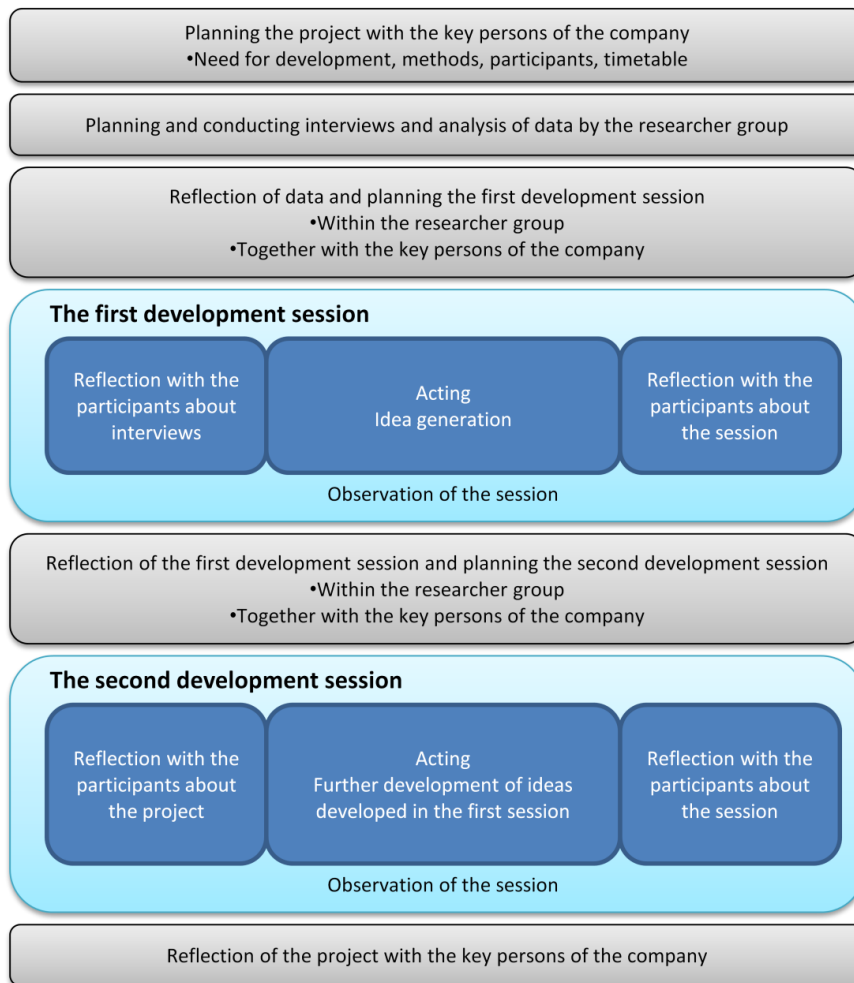 Planning the project with the key persons of the company
•Need for development, methods, participants, timetable
Planning and conducting interviews and analysis of data by the researcher group
Reflection of data and planning the first development session
•Within the researcher group
•Together with the key persons of the company
The first development session
Reflection with the
participants about
interviews
Acting
Idea generation
Reflection with the
participants about
the session
Observation of the session
Reflection of the first development session and planning the second development session
•Within the researcher group
•Together with the key persons of the company
The second development session
Reflection with the
participants about
the project
Acting
Further development of ideas
developed in the first session
Reflection with the
participants about
the session
Observation of the session
Reflection of the project with the key persons of the company